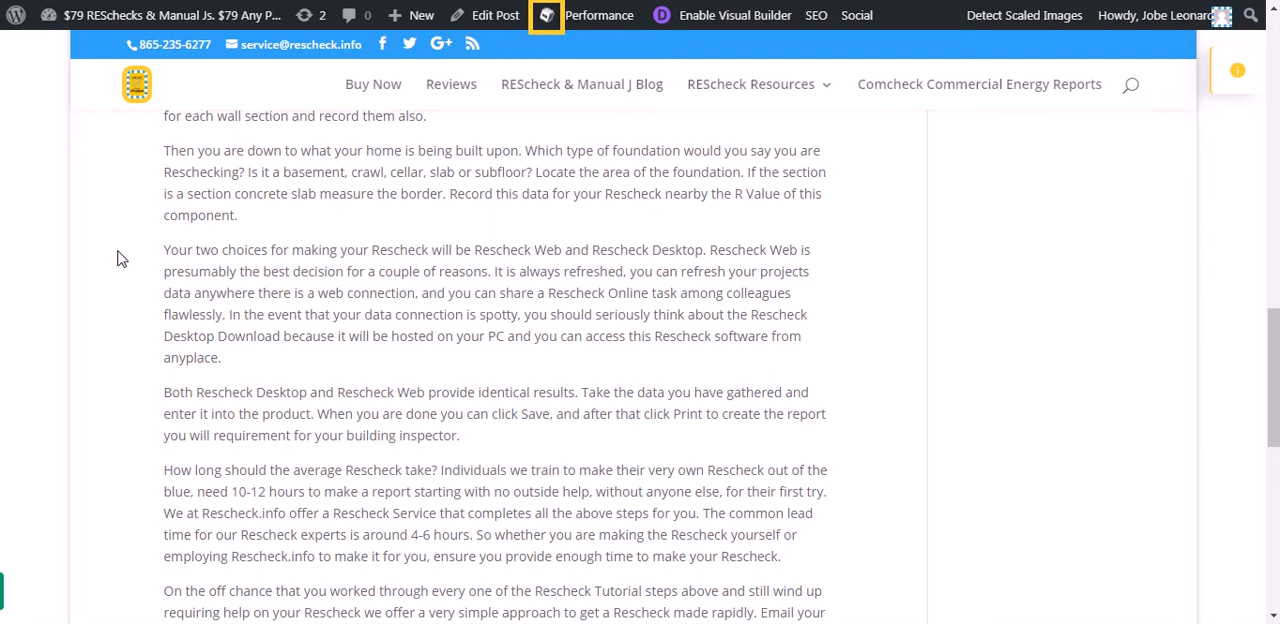 $79 RESchecks & Manual Js. $79 Any P... 2 0 New Edit Post Performance Enable Visual Builder SEO Social Detect Scaled Images Howdy, Jobe Leonard
865-235-6277 service@rescheck.info
Buy Now Reviews REScheck & Manual J Blog REScheck Resources Comcheck Commercial Energy Reports
for each wall section and record them also.
Then you are down to what your home is being built upon. Which type of foundation would you say you are
Reschecking? Is it a basement, crawl, cellar, slab or subfloor? Locate the area of the foundation. If the section
is a section concrete slab measure the border. Record this data for your Rescheck nearby the R Value of this
component.
Your two choices for making your Rescheck will be Rescheck Web and Rescheck Desktop. Rescheck Web is
presumably the best decision for a couple of reasons. It is always refreshed, you can refresh your projects
data anywhere there is a web connection, and you can share a Rescheck Online task among colleagues
flawlessly. In the event that your data connection is spotty, you should seriously think about the Rescheck
Desktop Download because it will be hosted on your PC and you can access this Rescheck software from
anyplace.
Both Rescheck Desktop and Rescheck Web provide identical results. Take the data you have gathered and
enter it into the product. When you are done you can click Save, and after that click Print to create the report
you will requirement for your building inspector.
How long should the average Rescheck take? Individuals we train to make their very own Rescheck out of the
blue, need 10-12 hours to make a report starting with no outside help, without anyone else, for their first try.
We at Rescheck.info offer a Rescheck Service that completes all the above steps for you. The common lead
time for our Rescheck experts is around 4-6 hours. So whether you are making the Rescheck yourself or
employing Rescheck.info to make it for you, ensure you provide enough time to make your Rescheck.
On the off chance that you worked through every one of the Rescheck Tutorial steps above and still wind up
requiring help on your Rescheck we offer a very simple approach to get a Rescheck made rapidly. Email your